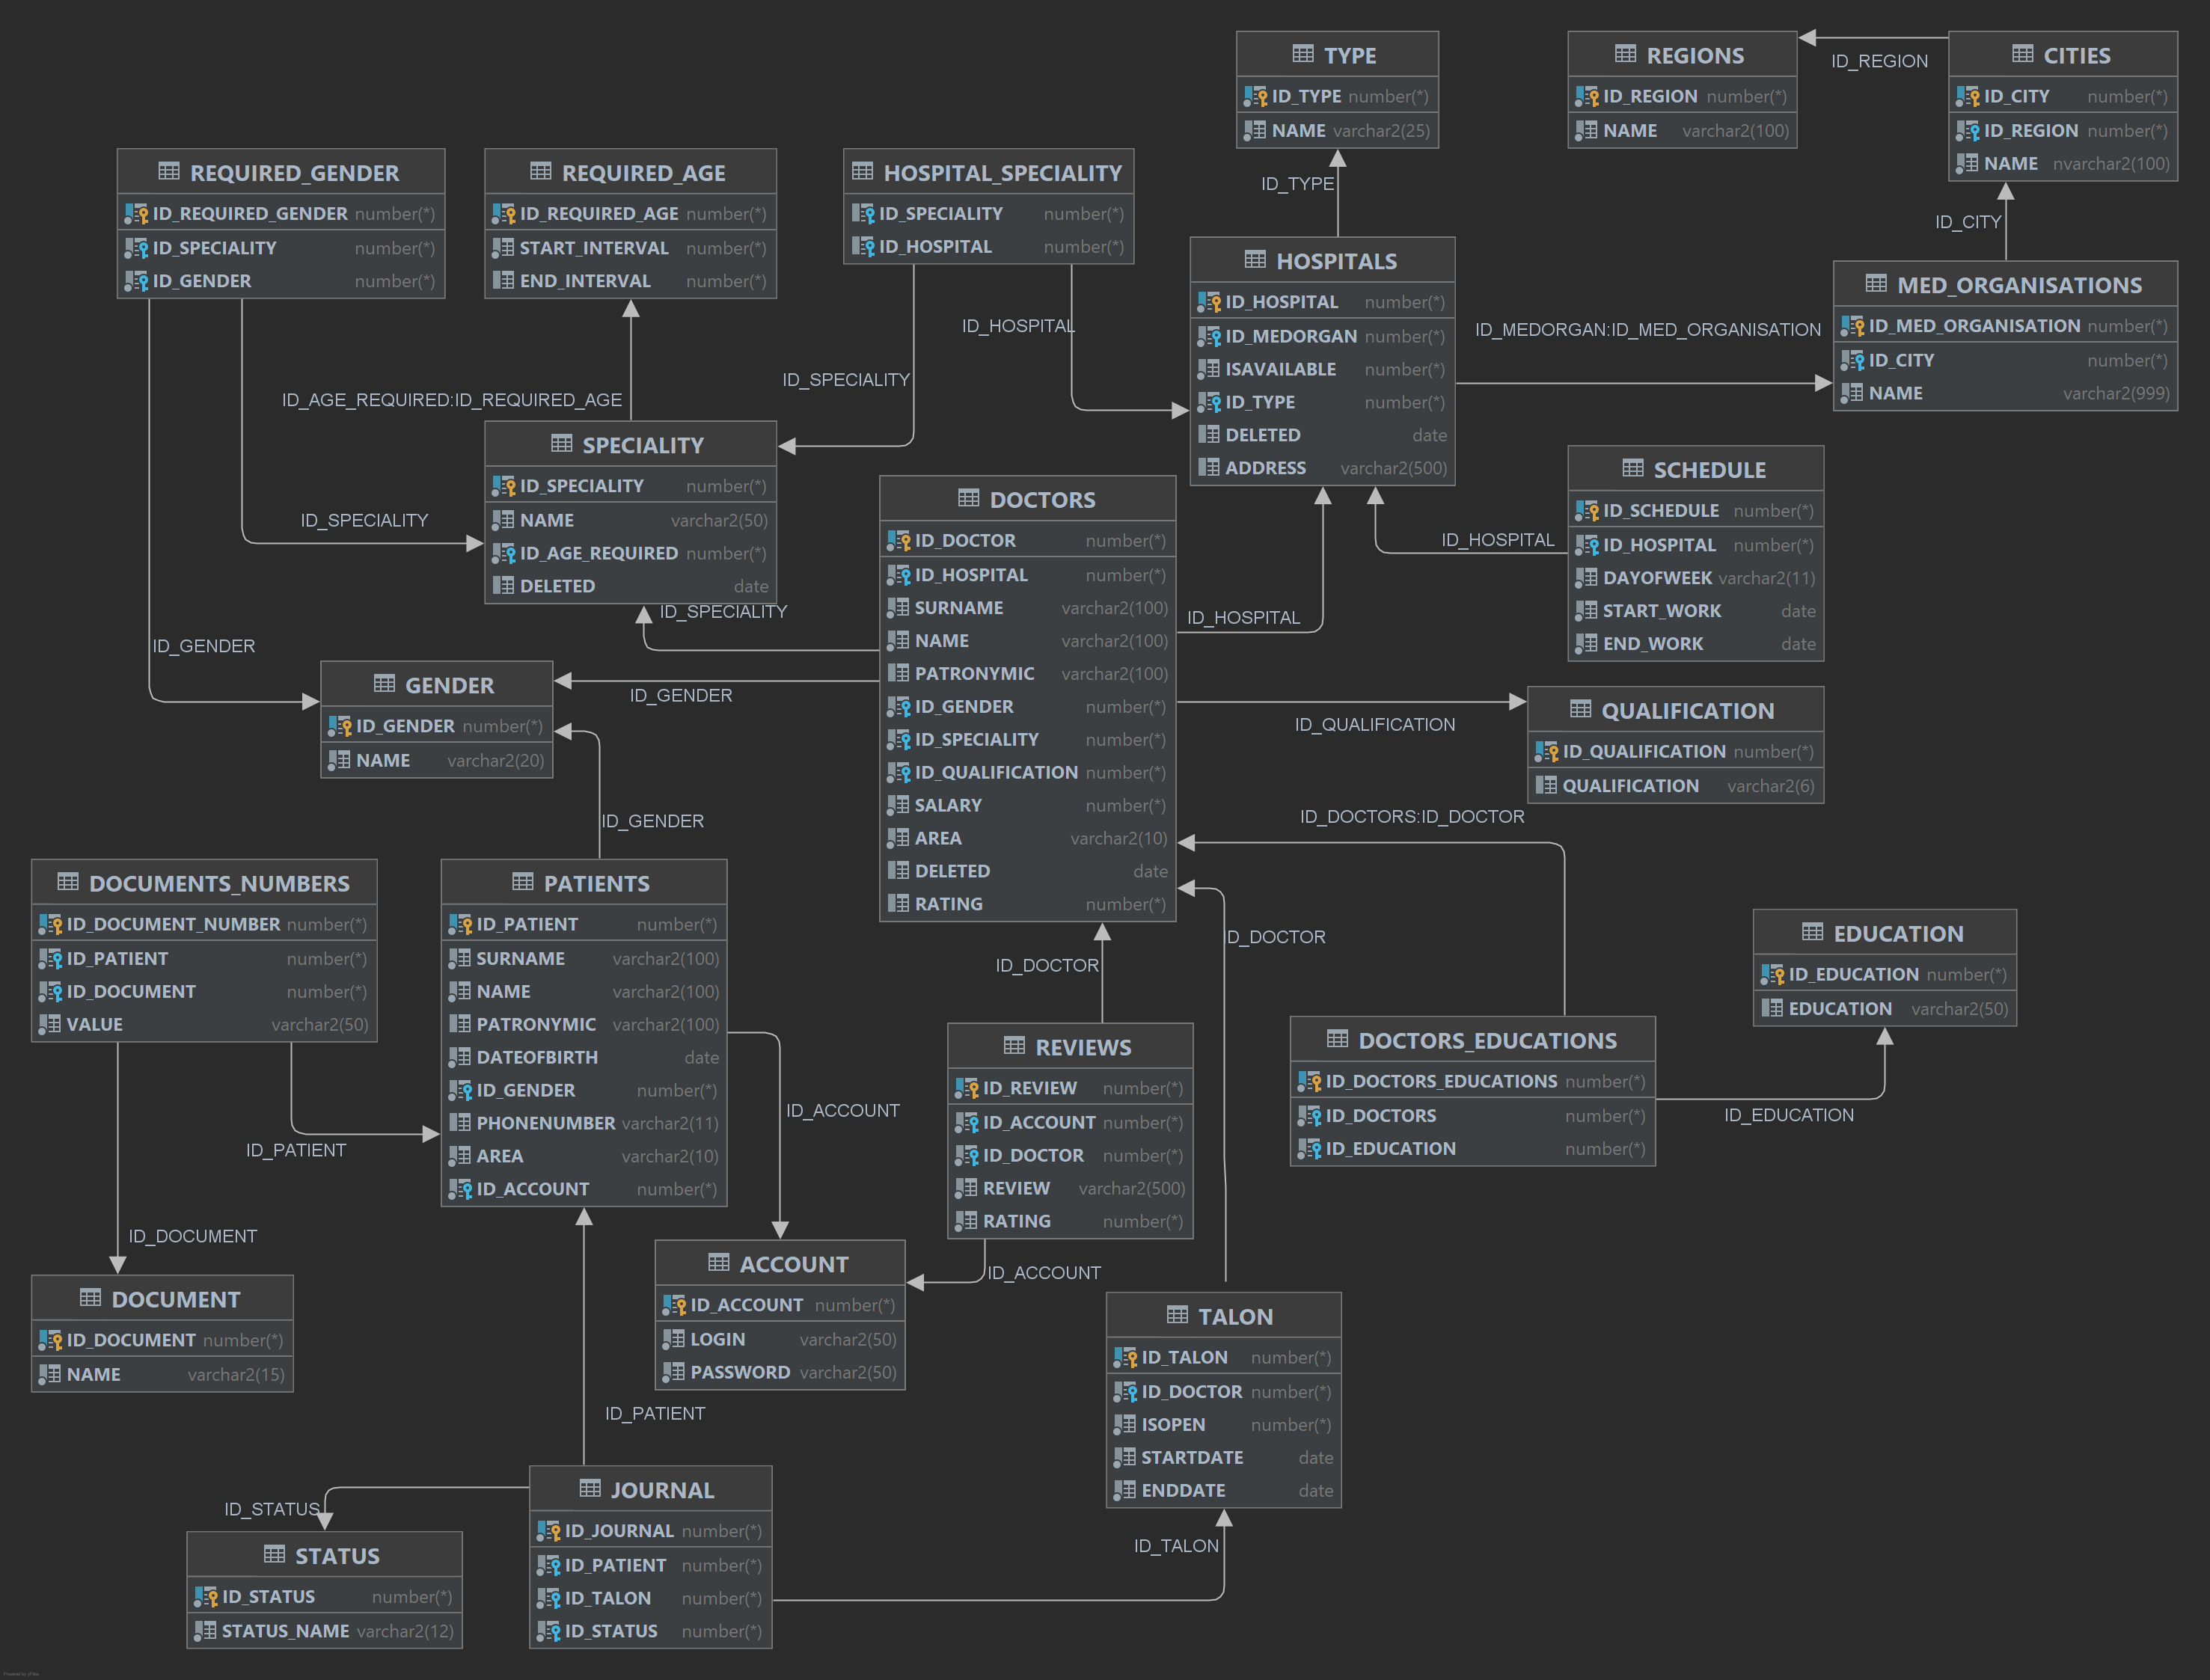 TYPE
ID_TYPE number(*)
NAME varchar2(25)
REGIONS
ID_REGION number(*)
NAME varchar2(100)
ID_REGION
CITIES
ID_CITY number(*)
ID_REGION number(*)
NAME nvarchar2(100)
REQUIRED_GENDER
ID_REQUIRED_GENDER number(*)
ID_SPECIALITY number(*)
ID_GENDER number(*)
REQUIRED_AGE
ID_REQUIRED_AGE number(*)
START_INTERVAL number(*)
END_INTERVAL number(*)
HOSPITAL_SPECIALITY
ID_SPECIALITY number(*)
ID_HOSPITAL number(*)
ID_TYPE
ID_CITY
HOSPITALS
ID_HOSPITAL number(*)
ID_MEDORGAN number(*)
ISAVAILABLE number(*)
ID_TYPE number(*)
DELETED date
ADDRESS varchar2(500)
ID_MEDORGAN:ID_MED_ORGANISATION
MED_ORGANISATIONS
ID_MED_ORGANISATION number(*)
ID_CITY number(*)
NAME varchar2(999)
ID_HOSPITAL
ID_SPECIALITY
ID_AGE_REQUIRED:ID_REQUIRED_AGE
SPECIALITY
ID_SPECIALITY number(*)
NAME varchar2(50)
ID_AGE_REQUIRED number(*)
DELETED date
ID_SPECIALITY
ID_SPECIALITY
DOCTORS
ID_DOCTOR number(*)
ID_HOSPITAL number(*)
SURNAME varchar2(100)
NAME varchar2(100)
PATRONYMIC varchar2(100)
ID_GENDER number(*)
ID_SPECIALITY number(*)
ID_QUALIFICATION number(*)
SALARY number(*)
AREA varchar2(10)
DELETED date
RATING number(*)
ID_HOSPITAL
ID_HOSPITAL
SCHEDULE
ID_SCHEDULE number(*)
ID_HOSPITAL number(*)
DAYOFWEEK varchar2(11)
START_WORK date
END_WORK date
ID_GENDER
GENDER
ID_GENDER number(*)
NAME varchar2(20)
ID_GENDER
ID_GENDER
ID_QUALIFICATION
QUALIFICATION
ID_QUALIFICATION number(*)
QUALIFICATION varchar2(6)
ID_DOCTORS:ID_DOCTOR
DOCUMENTS_NUMBERS
ID_DOCUMENT_NUMBER number(*)
ID_PATIENT number(*)
ID_DOCUMENT number(*)
VALUE varchar2(50)
PATIENTS
ID_PATIENT number(*)
SURNAME varchar2(100)
NAME varchar2(100)
PATRONYMIC varchar2(100)
DATEOFBIRTH date
ID_GENDER number(*)
PHONENUMBER varchar2(11)
AREA varchar2(10)
ID_ACCOUNT number(*)
ID_DOCTOR
ID_DOCTOR
EDUCATION
ID_EDUCATION number(*)
EDUCATION varchar2(50)
REVIEWS
ID_REVIEW number(*)
ID_ACCOUNT number(*)
ID_DOCTOR number(*)
REVIEW varchar2(500)
RATING number(*)
DOCTORS_EDUCATIONS
ID_DOCTORS_EDUCATIONS number(*)
ID_DOCTORS number(*)
ID_EDUCATION number(*)
ID_EDUCATION
ID_ACCOUNT
ID_PATIENT
ID_DOCUMENT
DOCUMENT
ID_DOCUMENT number(*)
NAME varchar2(15)
ACCOUNT
ID_ACCOUNT number(*)
LOGIN varchar2(50)
PASSWORD varchar2(50)
ID_ACCOUNT
TALON
ID_TALON number(*)
ID_DOCTOR number(*)
ISOPEN number(*)
STARTDATE date
ENDDATE date
ID_PATIENT
JOURNAL
ID_JOURNAL number(*)
ID_PATIENT number(*)
ID_TALON number(*)
ID_STATUS number(*)
ID_STATUS
STATUS
ID_STATUS number(*)
STATUS_NAME varchar2(12)
ID_TALON
Powered by yFiles